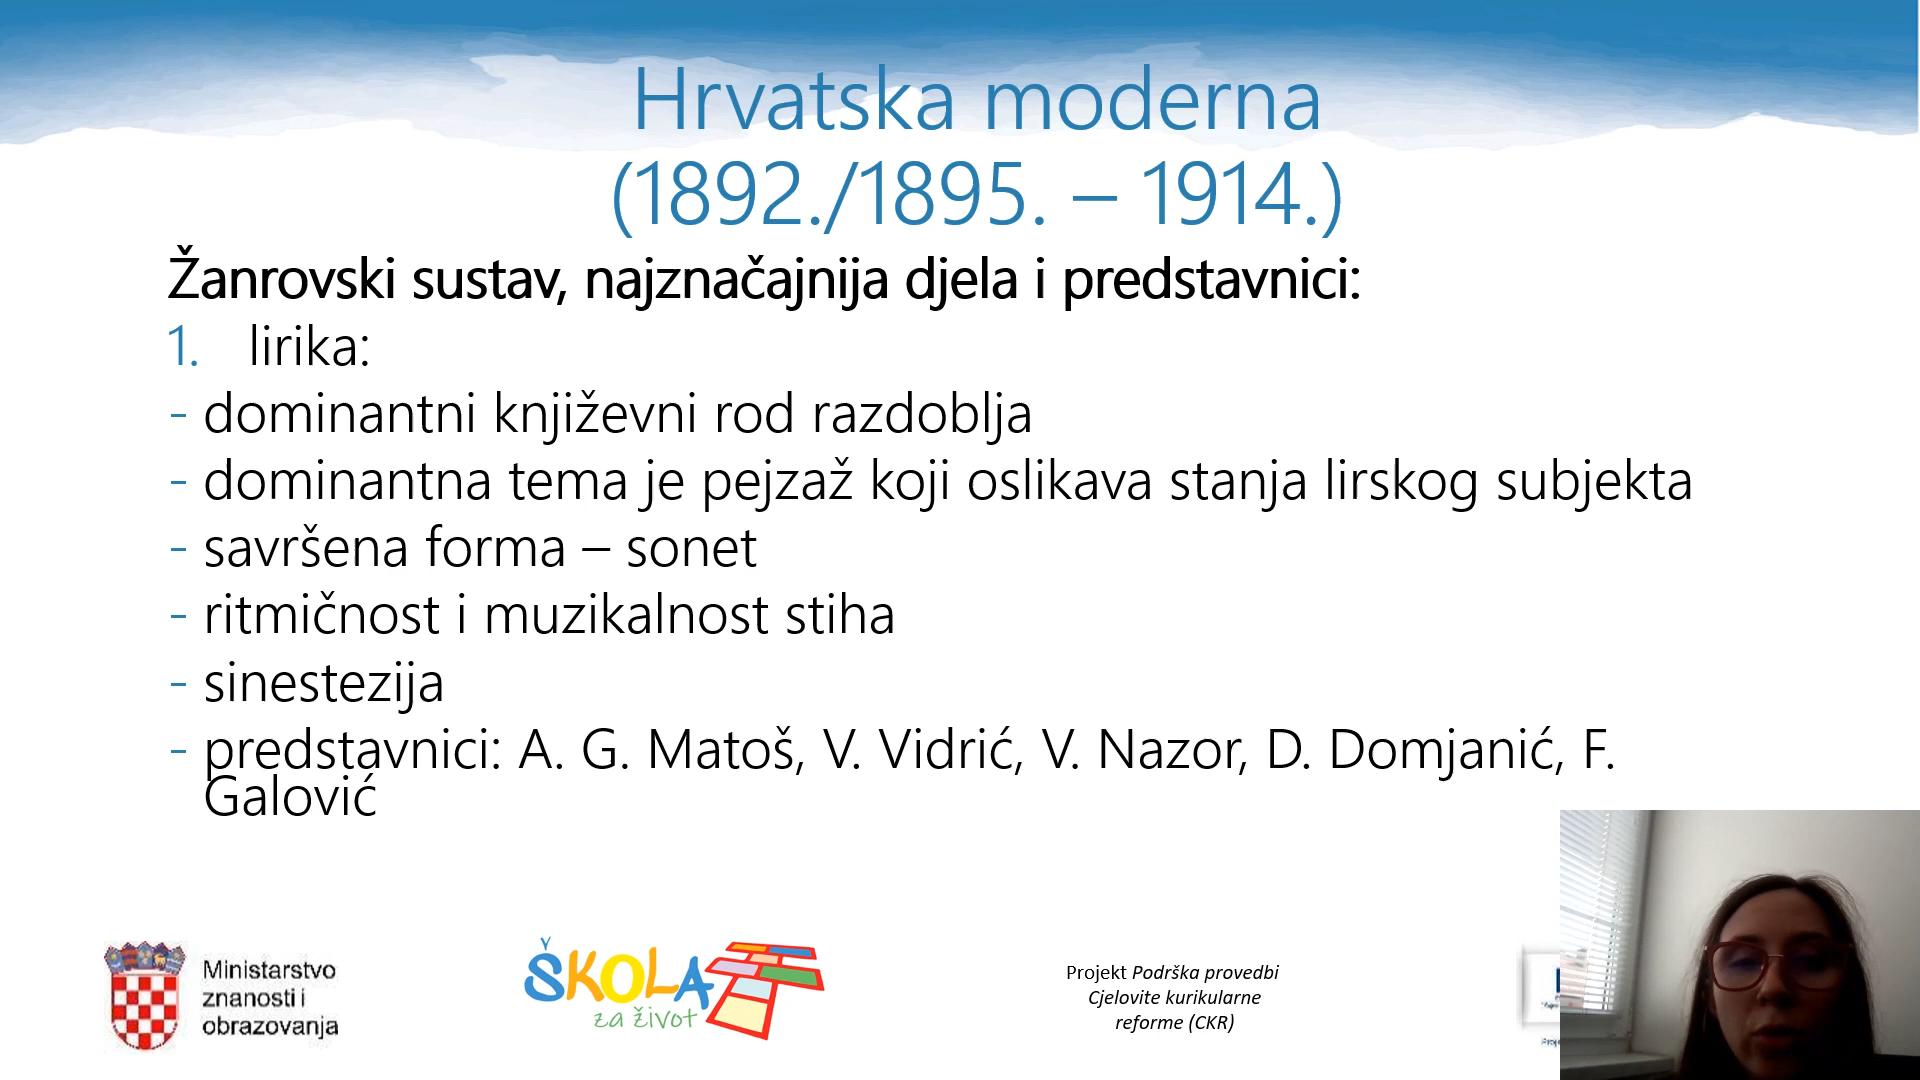 Hrvatska moderna
(1892./1895. – 1914.)
Žanrovski sustav, najznačajnija djela i predstavnici:
1. lirika:
- dominantni književni rod razdoblja
- dominantna tema je pejzaž koji oslikava stanja lirskog subjekta
- savršena forma – sonet
- ritmičnost i muzikalnost stiha
- sinestezija
- predstavnici: A. G. Matoš, V. Vidrić, V. Nazor, D. Domjanić, F.
Galović
Ministarstvo
znanosti i
obrazovanja
ŠKOLA
za život
Projekt Podrška provedbi
Cjelovite kurikularne
reforme (CKR)